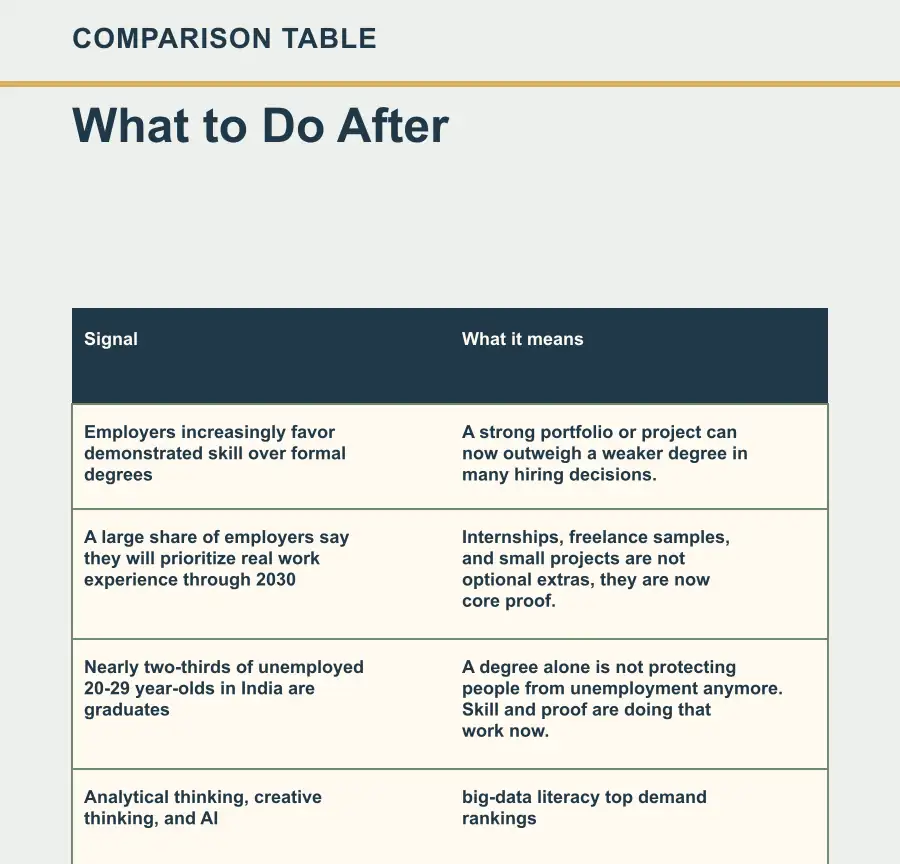 COMPARISON TABLE
What to Do After
Signal
What it means
Employers increasingly favor
demonstrated skill over formal
degrees
A strong portfolio or project can
now outweigh a weaker degree in
many hiring decisions.
A large share of employers say
they will prioritize real work
experience through 2030
Internships, freelance samples,
and small projects are not
optional extras, they are now
core proof.
Nearly two-thirds of unemployed
20-29 year-olds in India are
graduates
A degree alone is not protecting
people from unemployment anymore.
Skill and proof are doing that
work now.
Analytical thinking, creative
thinking, and AI
big-data literacy top demand
rankings